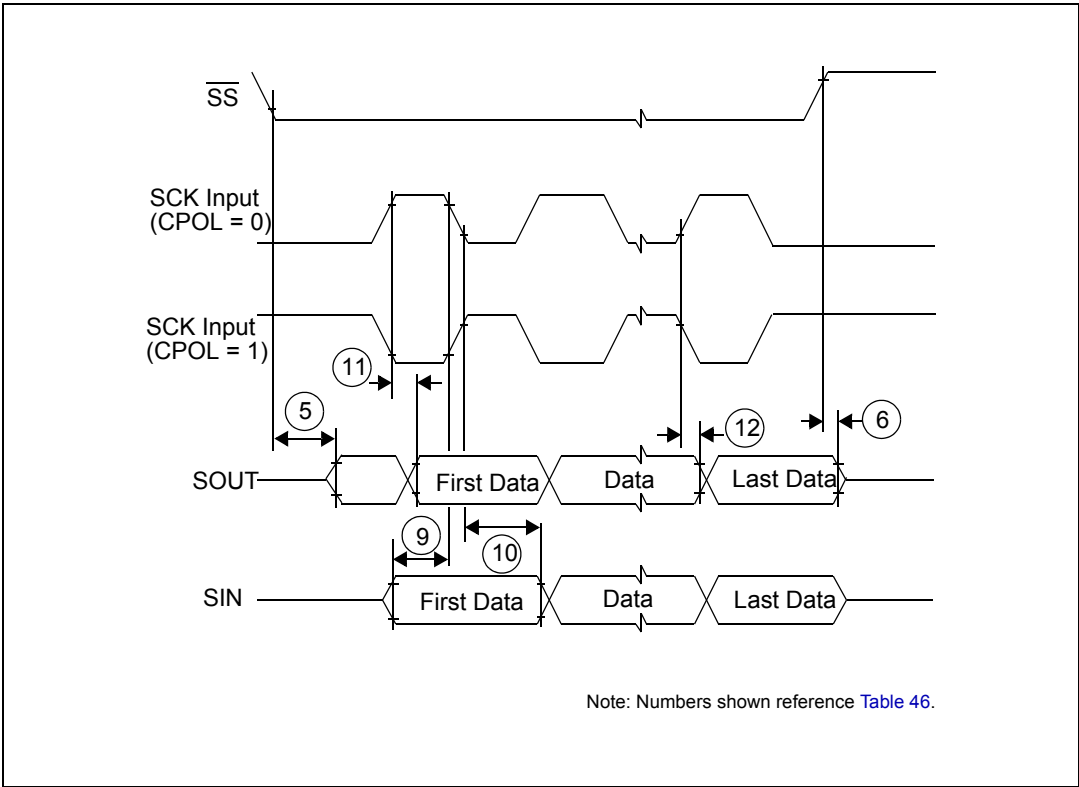 SS
SCK Input
(CPOL = 0)
SCK Input
(CPOL = 1)
11
5
12
6
SOUT
First Data
Data
Last Data
9
10
SIN
First Data
Data
Last Data
Note: Numbers shown reference Table 46.